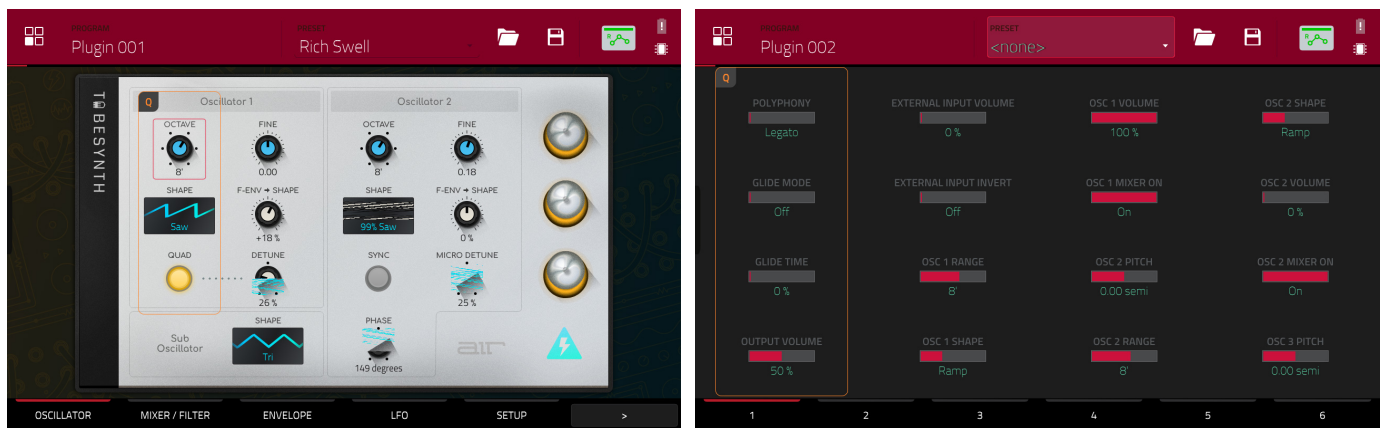 PROGRAM
Plugin 001
PRESET
Rich Swell
TUBESYNTH
Q
Oscillator 1
Oscillator 2
OCTAVE
FINE
OCTAVE
FINE
8'
0.00
8'
0.18
SHAPE
F-ENV → SHAPE
SHAPE
F-ENV → SHAPE
Saw
+18 %
99% Saw
0 %
QUAD
DETUNE
SYNC
MICRO DETUNE
26 %
25 %
Sub
Oscillator
SHAPE
Tri
PHASE
149 degrees
air
OSCILLATOR
MIXER / FILTER
ENVELOPE
LFO
SETUP
>
PROGRAM
Plugin 002
PRESET
<none>
Q
POLYPHONY
EXTERNAL INPUT VOLUME
OSC 1 VOLUME
OSC 2 SHAPE
Legato
0 %
100 %
Ramp
GLIDE MODE
EXTERNAL INPUT INVERT
OSC 1 MIXER ON
OSC 2 VOLUME
Off
Off
On
0 %
GLIDE TIME
OSC 1 RANGE
OSC 2 PITCH
OSC 2 MIXER ON
0 %
8'
0.00 semi
On
OUTPUT VOLUME
OSC 1 SHAPE
OSC 2 RANGE
OSC 3 PITCH
50 %
Ramp
8'
0.00 semi
1
2
3
4
5
6